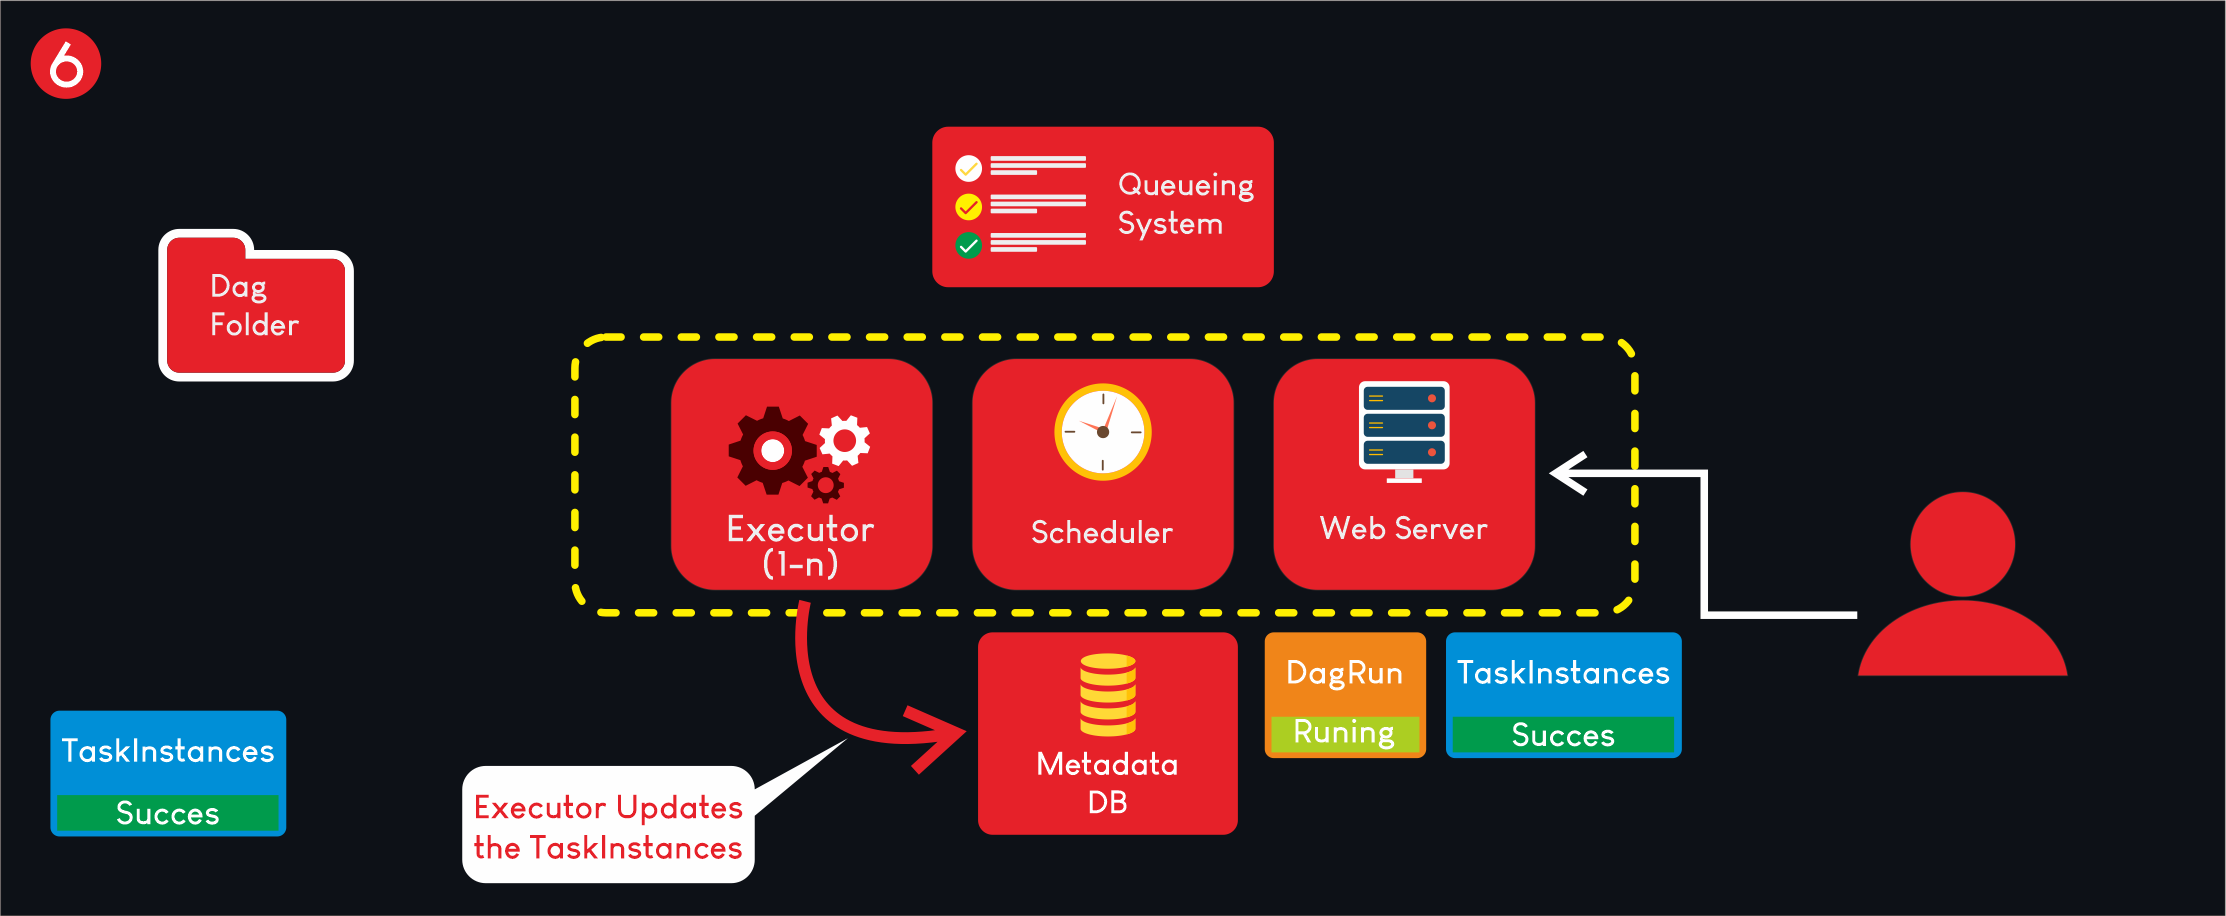 6
Queueing
System
Dag
Folder
Executor
(1-n)
Scheduler
Web Server
Metadata
DB
DagRun
Runing
TaskInstances
Succes
TaskInstances
Succes
Executor Updates
the TaskInstances